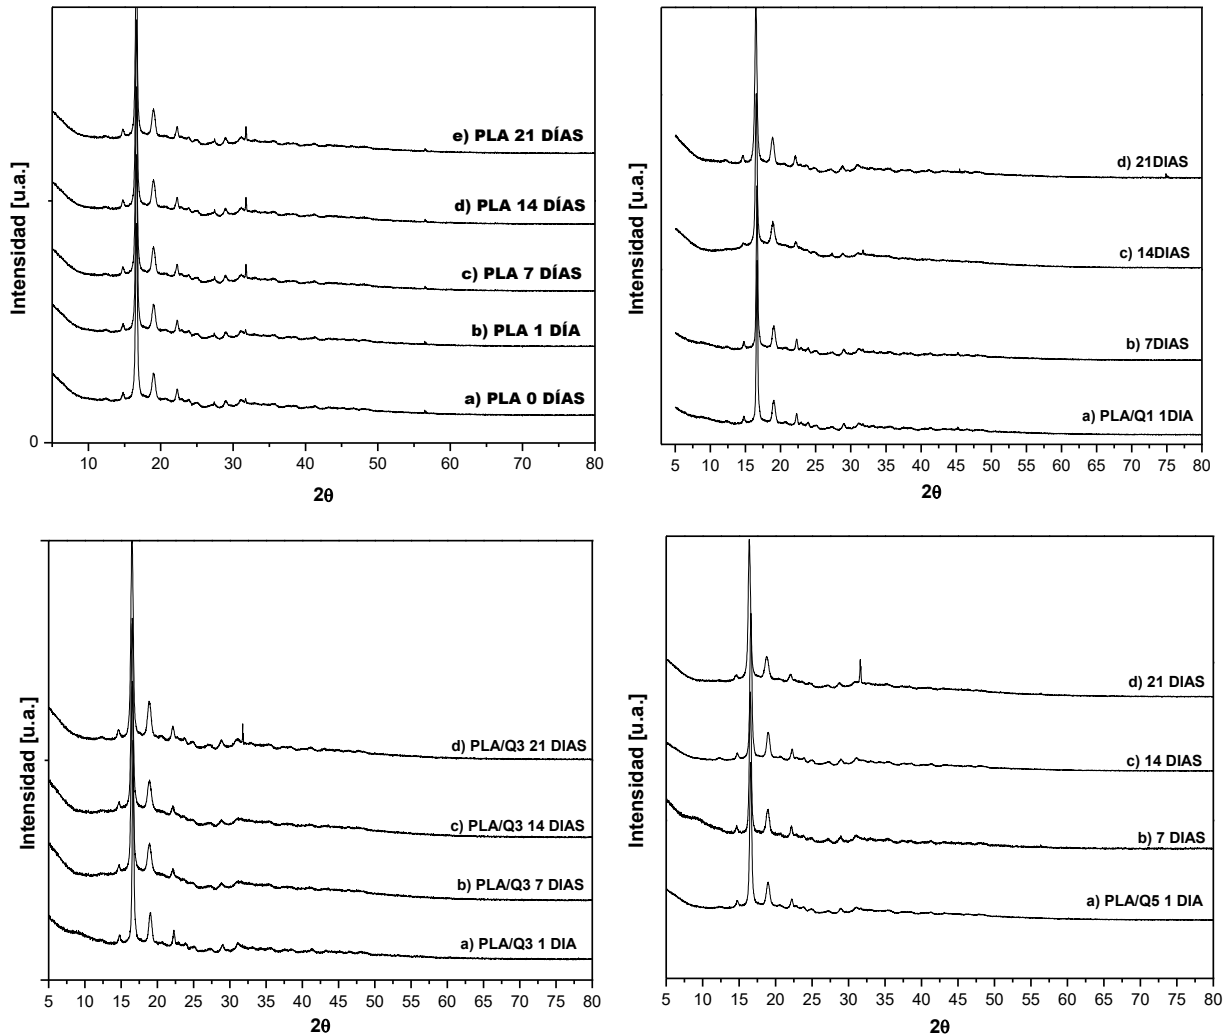 e) PLA 21 DÍAS
d) PLA 14 DÍAS
c) PLA 7 DÍAS
b) PLA 1 DÍA
a) PLA 0 DÍAS
Intensidad [u.a.]
0
10 20 30 40 50 60 70 80
2θ
d) 21DIAS
c) 14DIAS
b) 7DIAS
a) PLA/Q1 1DIA
Intensidad [u.a.]
5 10 15 20 25 30 35 40 45 50 55 60 65 70 75 80
2θ
d) PLA/Q3 21 DIAS
c) PLA/Q3 14 DIAS
b) PLA/Q3 7 DIAS
a) PLA/Q3 1 DIA
Intensidad [u.a.]
5 10 15 20 25 30 35 40 45 50 55 60 65 70 75 80
2θ
d) 21 DIAS
c) 14 DIAS
b) 7 DIAS
a) PLA/Q5 1 DIA
Intensidad [u.a.]
5 10 15 20 25 30 35 40 45 50 55 60 65 70 75 80
2θ